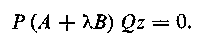 P (A + λB) Qz = 0.